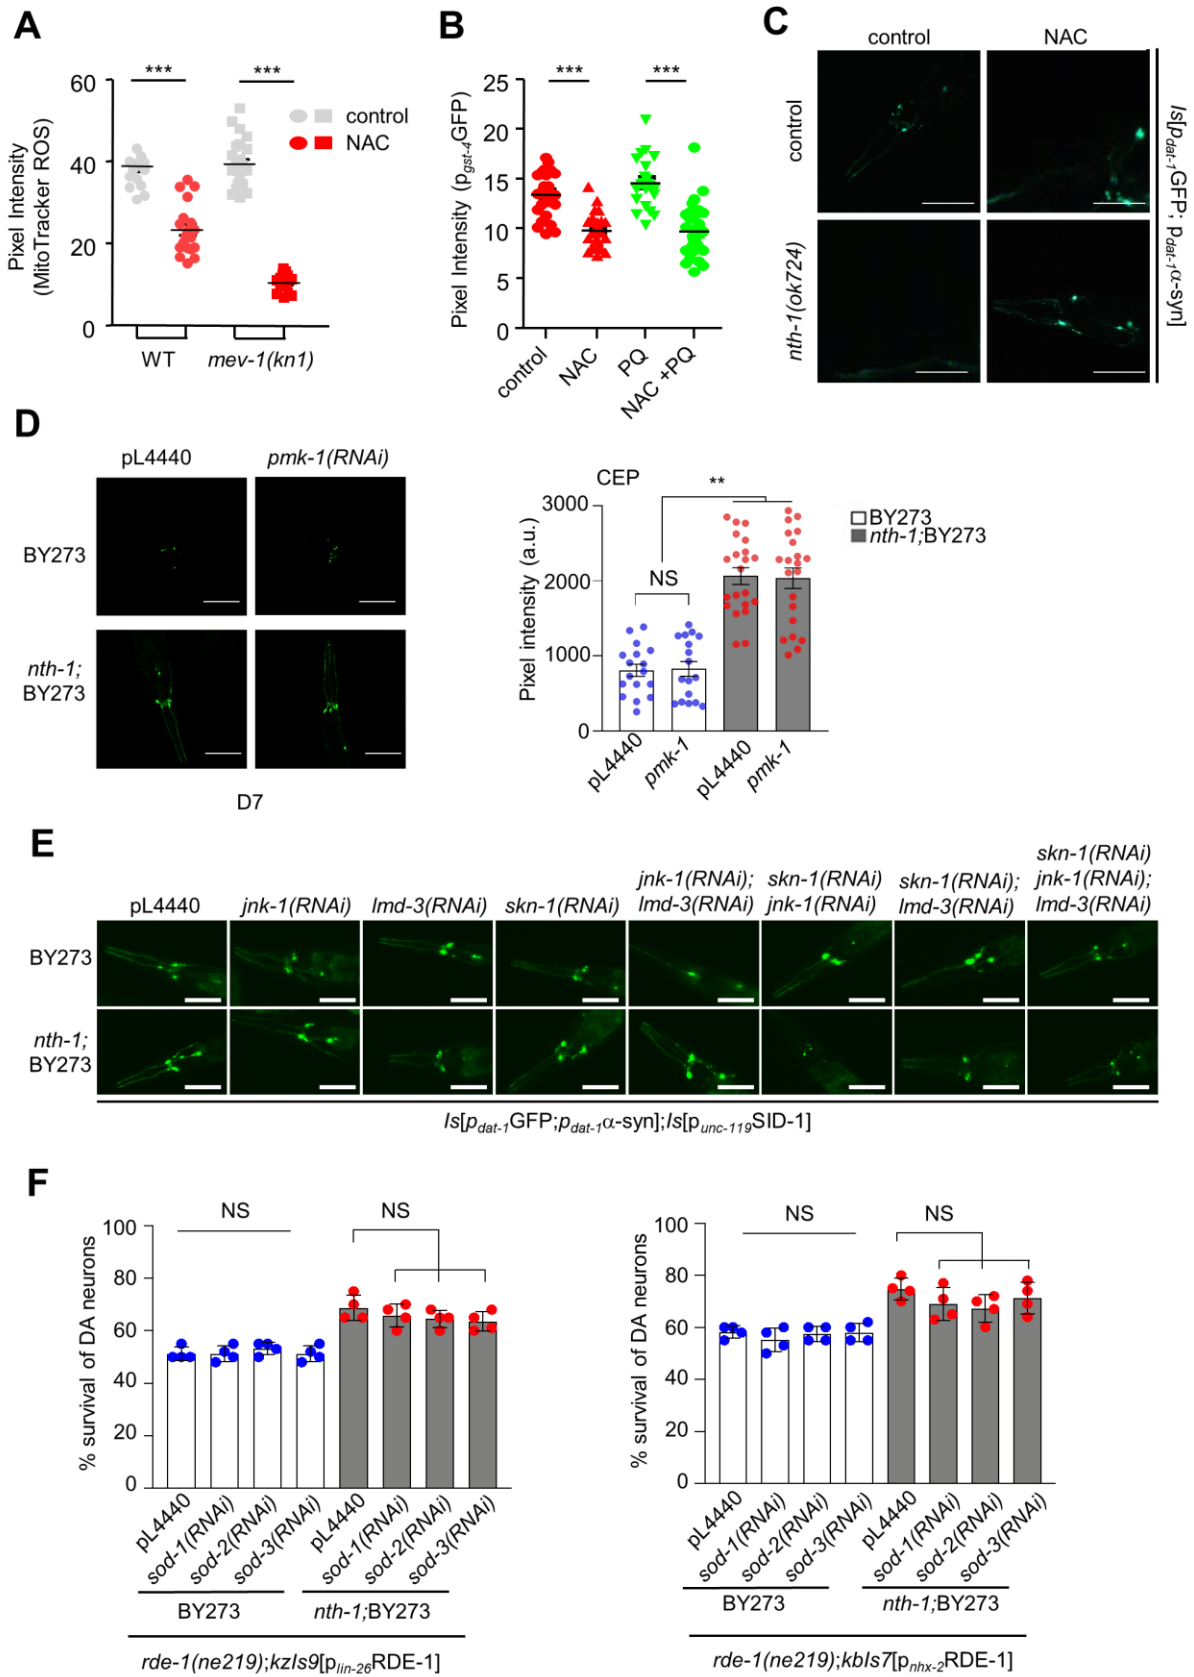 A
Pixel Intensity
(MitoTracker ROS)
60
40
20
0
***
***
control
NAC
WT
mev-1(kn1)
B
Pixel Intensity (pgst-4GFP)
25
20
15
10
5
0
***
***
control
NAC
PQ
NAC +PQ
C
control
NAC
control
nth-1(ok724)
Is[pdat-1GFP; pdat-1α-syn]
D
pL4440
pmk-1(RNAi)
BY273
nth-1;
BY273
D7
CEP
Pixel intensity (a.u.)
3000
2000
1000
0
NS
**
BY273
nth-1;BY273
pL4440
pmk-1
pL4440
pmk-1
E
pL4440
jnk-1(RNAi)
lmd-3(RNAi)
skn-1(RNAi)
jnk-1(RNAi);
lmd-3(RNAi)
skn-1(RNAi)
jnk-1(RNAi)
skn-1(RNAi);
lmd-3(RNAi)
skn-1(RNAi)
jnk-1(RNAi);
lmd-3(RNAi)
BY273
nth-1;
BY273
Is[pdat-1GFP;pdat-1α-syn];Is[punc-119SID-1]
F
% survival of DA neurons
100
80
60
40
20
0
NS
NS
pL4440
sod-1(RNAi)
sod-2(RNAi)
sod-3(RNAi)
pL4440
sod-1(RNAi)
sod-2(RNAi)
sod-3(RNAi)
BY273
nth-1;BY273
rde-1(ne219);kzIs9[plin-26RDE-1]
% survival of DA neurons
100
80
60
40
20
0
NS
NS
pL4440
sod-1(RNAi)
sod-2(RNAi)
sod-3(RNAi)
pL4440
sod-1(RNAi)
sod-2(RNAi)
sod-3(RNAi)
BY273
nth-1;BY273
rde-1(ne219);kbIs7[pnhx-2RDE-1]